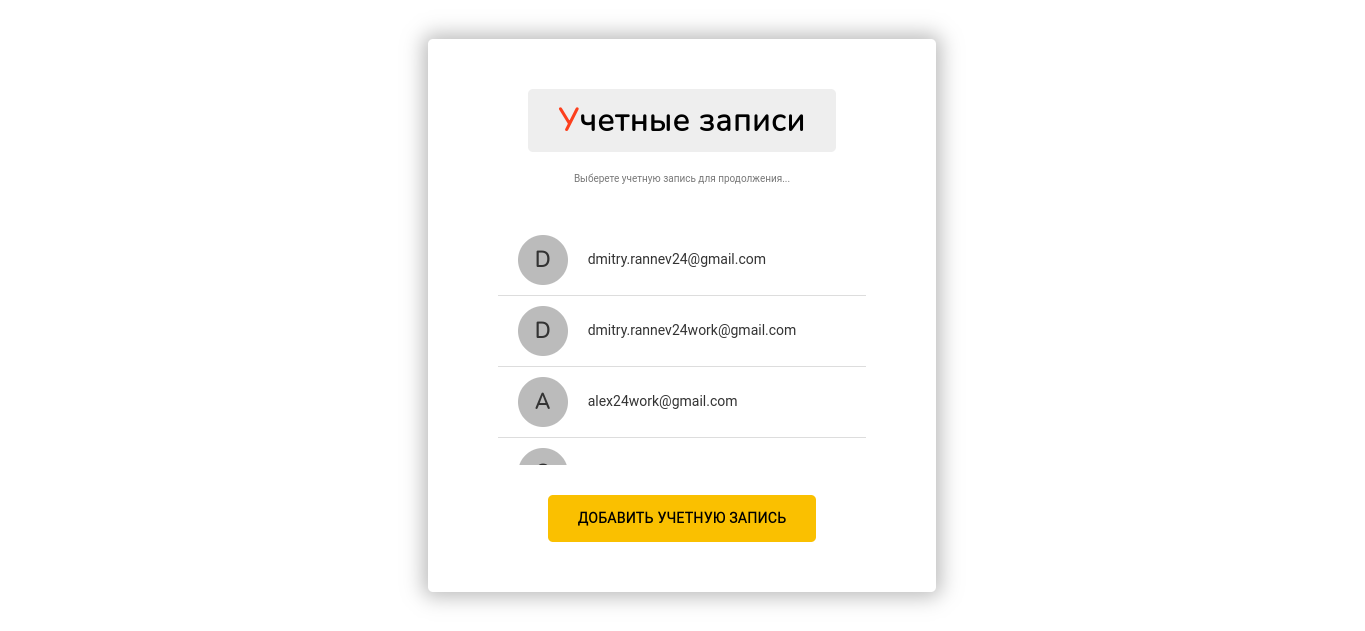 Учетные записи
Выберете учетную запись для продолжения...
D
dmitry.rannev24@gmail.com
D
dmitry.rannev24work@gmail.com
A
alex24work@gmail.com
ДОБАВИТЬ УЧЕТНУЮ ЗАПИСЬ